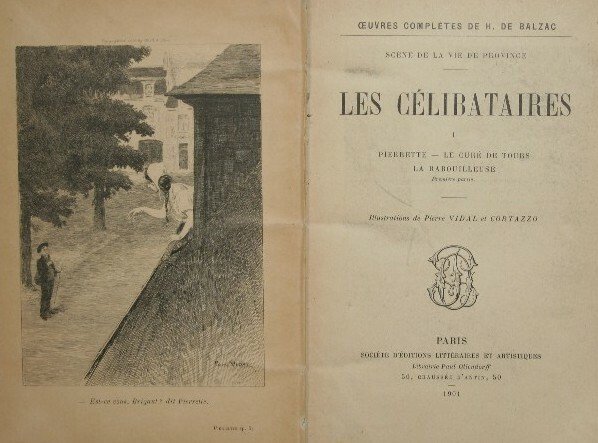 — Est-ce vous, Brigaut ? dit Pierrette.
ŒUVRES COMPLÈTES DE H. DE BALZAC
SCÈNE DE LA VIE DE PROVINCE
LES CÉLIBATAIRES
I
PIERRETTE — LE CURÉ DE TOURS
LA RABOUILLEUSE
Première partie.
Illustrations de Pierre VIDAL et CORTAZZO
PARIS
SOCIÉTÉ D'ÉDITIONS LITTÉRAIRES ET ARTISTIQUES
Librairie Paul Ollendorff
50, CHAUSSÉE D'ANTIN, 50
1901